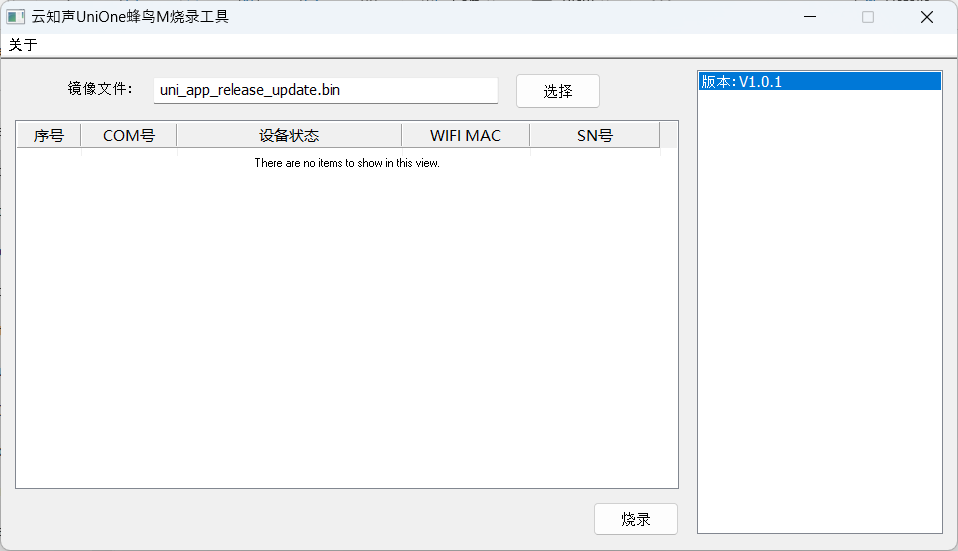 云知声UniOne蜂鸟M烧录工具
关于
镜像文件: uni_app_release_update.bin 选择
版本:V1.0.1
序号 COM号 设备状态 WIFI MAC SN号
There are no items to show in this view.
烧录